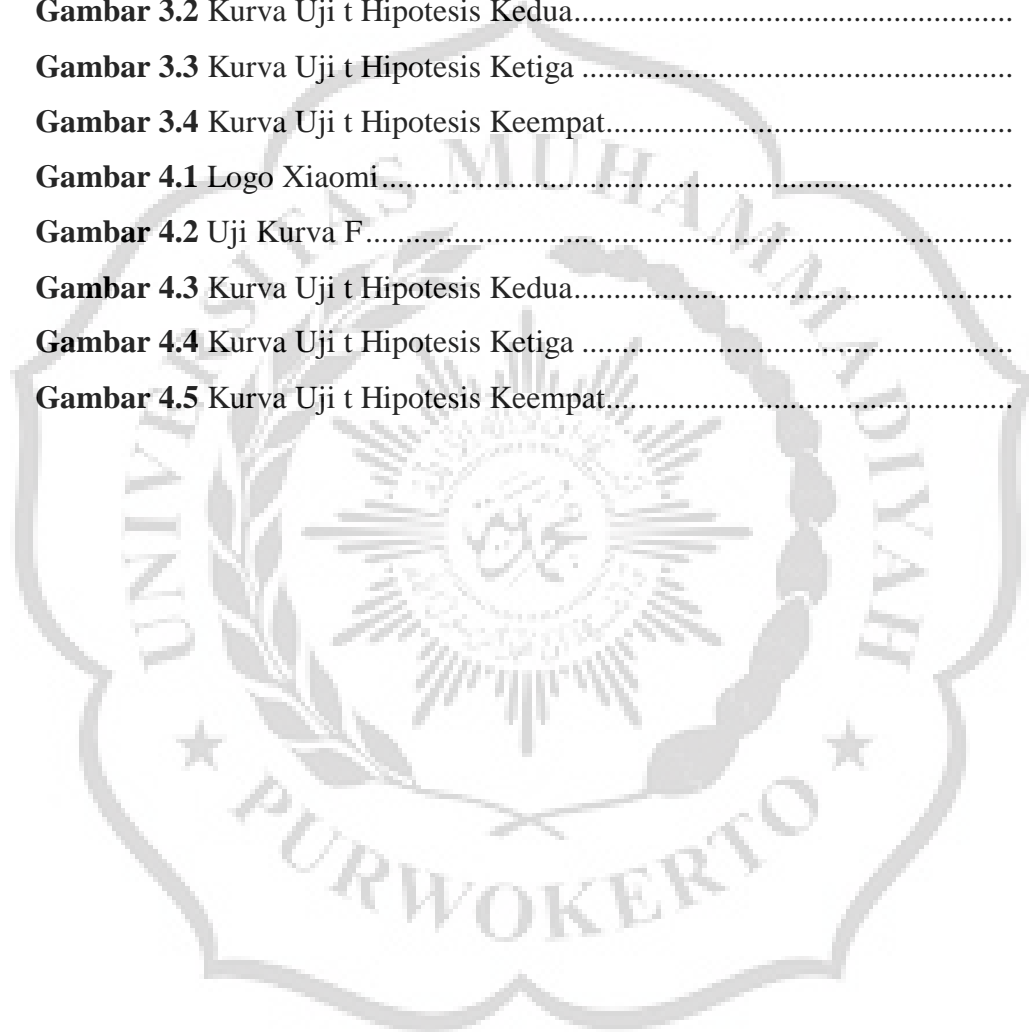 Gambar 3.2 Kurva Uji t Hipotesis Kedua..............................................
Gambar 3.3 Kurva Uji t Hipotesis Ketiga .............................................
Gambar 3.4 Kurva Uji t Hipotesis Keempat..........................................
Gambar 4.1 Logo Xiaomi..................................................................
Gambar 4.2 Uji Kurva F....................................................................
Gambar 4.3 Kurva Uji t Hipotesis Kedua..............................................
Gambar 4.4 Kurva Uji t Hipotesis Ketiga .............................................
Gambar 4.5 Kurva Uji t Hipotesis Keempat..........................................
UNIVERSITAS MUHAMMADIYAH
PURWOKERTO